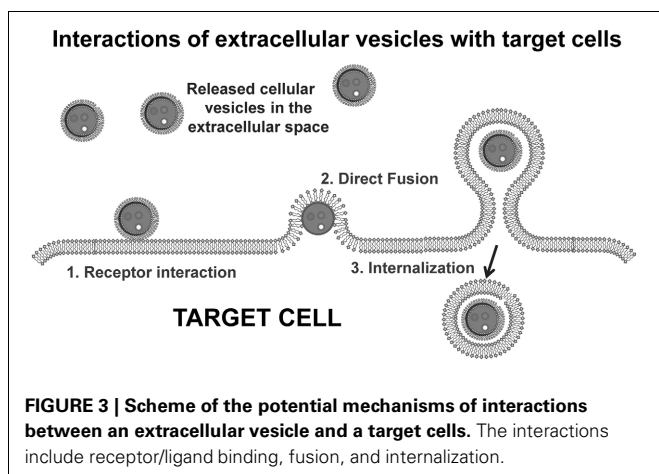 Interactions of extracellular vesicles with target cells
Released cellular
vesicles in the
extracellular space
2. Direct Fusion
1. Receptor interaction
3. Internalization
TARGET CELL
FIGURE 3 | Scheme of the potential mechanisms of interactions
between an extracellular vesicle and a target cells. The interactions
include receptor/ligand binding, fusion, and internalization.